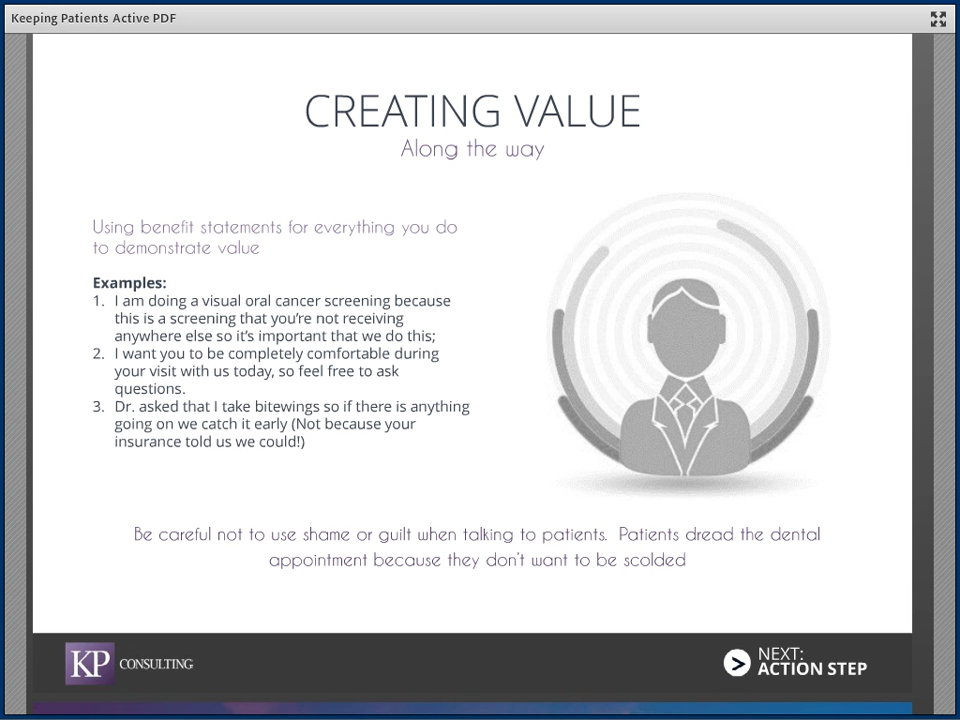 Keeping Patients Active PDF
CREATING VALUE
Along the way
Using benefit statements for everything you do
to demonstrate value
Examples:
1. I am doing a visual oral cancer screening because
this is a screening that you're not receiving
anywhere else so it's important that we do this;
2. I want you to be completely comfortable during
your visit with us today, so feel free to ask
questions.
3. Dr. asked that I take bitewings so if there is anything
going on we catch it early (Not because your
insurance told us we could!)
Be careful not to use shame or guilt when talking to patients. Patients dread the dental
appointment because they don't want to be scolded
KP CONSULTING
NEXT:
ACTION STEP